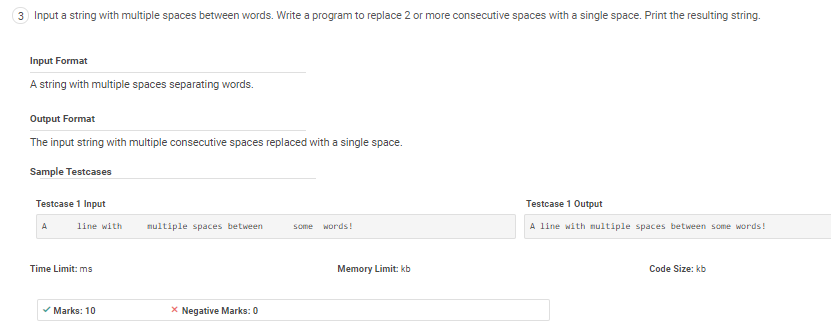 3 Input a string with multiple spaces between words. Write a program to replace 2 or more consecutive spaces with a single space. Print the resulting string.
Input Format
A string with multiple spaces separating words.
Output Format
The input string with multiple consecutive spaces replaced with a single space.
Sample Testcases
Testcase 1 Input Testcase 1 Output
A      line with     multiple spaces between      some  words! A line with multiple spaces between some words!
Time Limit: ms Memory Limit: kb Code Size: kb
✓ Marks: 10 × Negative Marks: 0